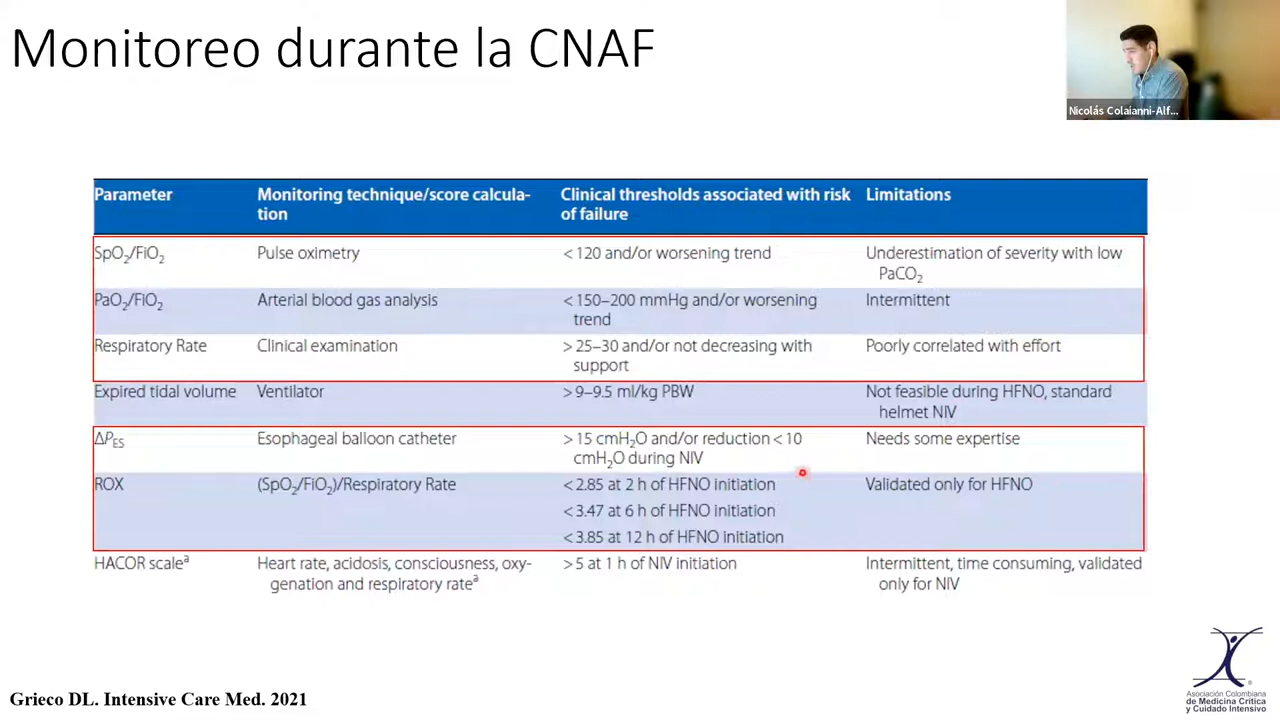 Monitoreo durante la CNAF
Nicolás Colaianni-Alf...
Parameter
Monitoring technique/score calcula-
tion
Clinical thresholds associated with risk
of failure
Limitations
SpO₂/FiO₂
Pulse oximetry
< 120 and/or worsening trend
Underestimation of severity with low
PaCO₂
PaO₂/FiO₂
Arterial blood gas analysis
< 150–200 mmHg and/or worsening
trend
Intermittent
Respiratory Rate
Clinical examination
> 25–30 and/or not decreasing with
support
Poorly correlated with effort
Expired tidal volume
Ventilator
> 9–9.5 ml/kg PBW
Not feasible during HFNO, standard
helmet NIV
ΔPES
Esophageal balloon catheter
> 15 cmH₂O and/or reduction < 10
cmH₂O during NIV
Needs some expertise
ROX
(SpO₂/FiO₂)/Respiratory Rate
< 2.85 at 2 h of HFNO initiation
< 3.47 at 6 h of HFNO initiation
< 3.85 at 12 h of HFNO initiation
Validated only for HFNO
HACOR scaleᵃ
Heart rate, acidosis, consciousness, oxy-
genation and respiratory rateᵃ
> 5 at 1 h of NIV initiation
Intermittent, time consuming, validated
only for NIV
Grieco DL. Intensive Care Med. 2021
®
Asociación Colombiana
de Medicina Crítica
y Cuidado Intensivo